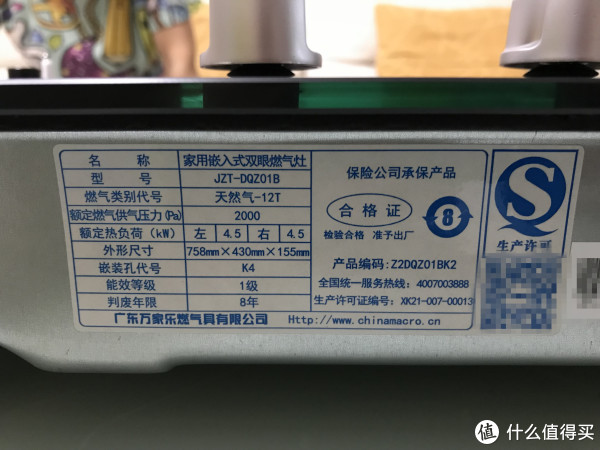 名 称 家用嵌入式双眼燃气灶
型 号 JZT-DQZ01B
燃气类别代号 天然气-12T
额定燃气供气压力(Pa) 2000
额定热负荷(kW) 左 4.5 右 4.5
外形尺寸 758mm×430mm×155mm
嵌装孔代号 K4
能效等级 1级
判废年限 8年
广东万家乐燃气具有限公司 Http://www.chinamacro.cn
保险公司承保产品
合格证
检验合格 准予出厂
8
产品编码:Z2DQZ01BK2
全国统一服务热线:4007003888
生产许可证编号:XK21-007-00013
QS
生产许可
值 什么值得买